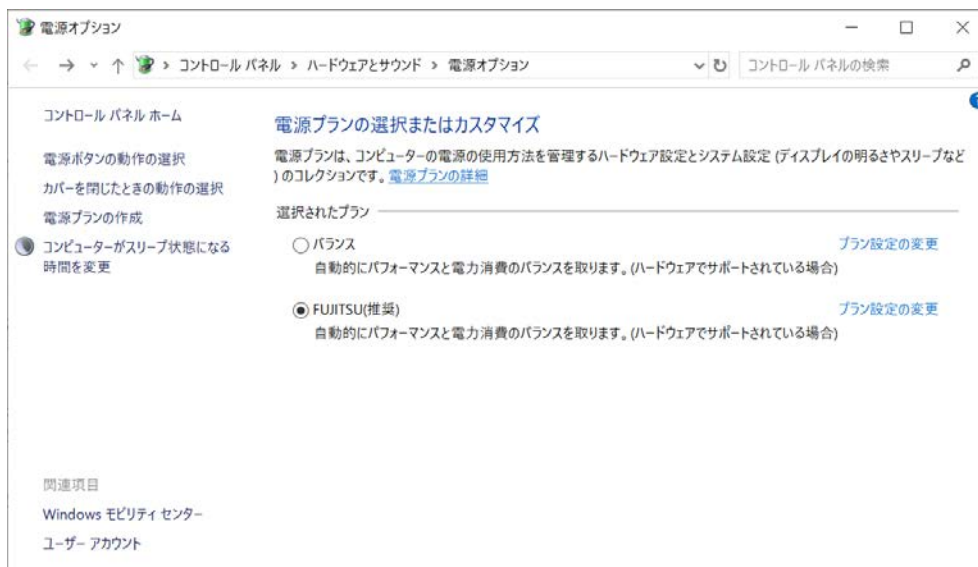 電源オプション
コントロール パネル › ハードウェアとサウンド › 電源オプション
コントロール パネルの検索
コントロール パネル ホーム
電源ボタンの動作の選択
カバーを閉じたときの動作の選択
電源プランの作成
コンピューターがスリープ状態になる
時間を変更
電源プランの選択またはカスタマイズ
電源プランは、コンピューターの電源の使用方法を管理するハードウェア設定とシステム設定 (ディスプレイの明るさやスリープなど
) のコレクションです。電源プランの詳細
選択されたプラン
バランス
プラン設定の変更
自動的にパフォーマンスと電力消費のバランスを取ります。(ハードウェアでサポートされている場合)
FUJITSU(推奨)
プラン設定の変更
自動的にパフォーマンスと電力消費のバランスを取ります。(ハードウェアでサポートされている場合)
関連項目
Windows モビリティ センター
ユーザー アカウント